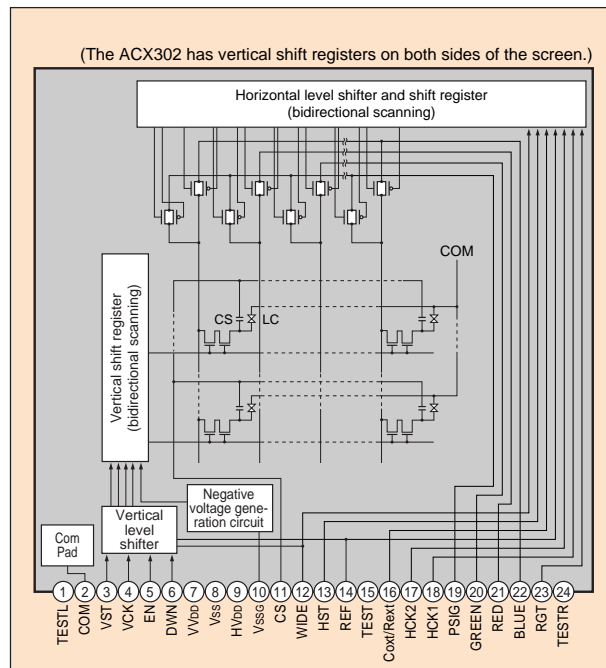 (The ACX302 has vertical shift registers on both sides of the screen.)
Horizontal level shifter and shift register
(bidirectional scanning)
COM
CS
LC
Vertical shift register
(bidirectional scanning)
Negative
voltage gene-
ration circuit
Vertical
level
shifter
Com
Pad
1 2 3 4 5 6 7 8 9 10 11 12 13 14 15 16 17 18 19 20 21 22 23 24
TESTL
COM
VST
VCK
EN
DWN
VVDD
VSS
HVDD
VSSG
CS
WIDE
HST
REF
TEST
Coxt/Rext
HCK2
HCK1
PSIG
GREEN
RED
BLUE
RGT
TESTR